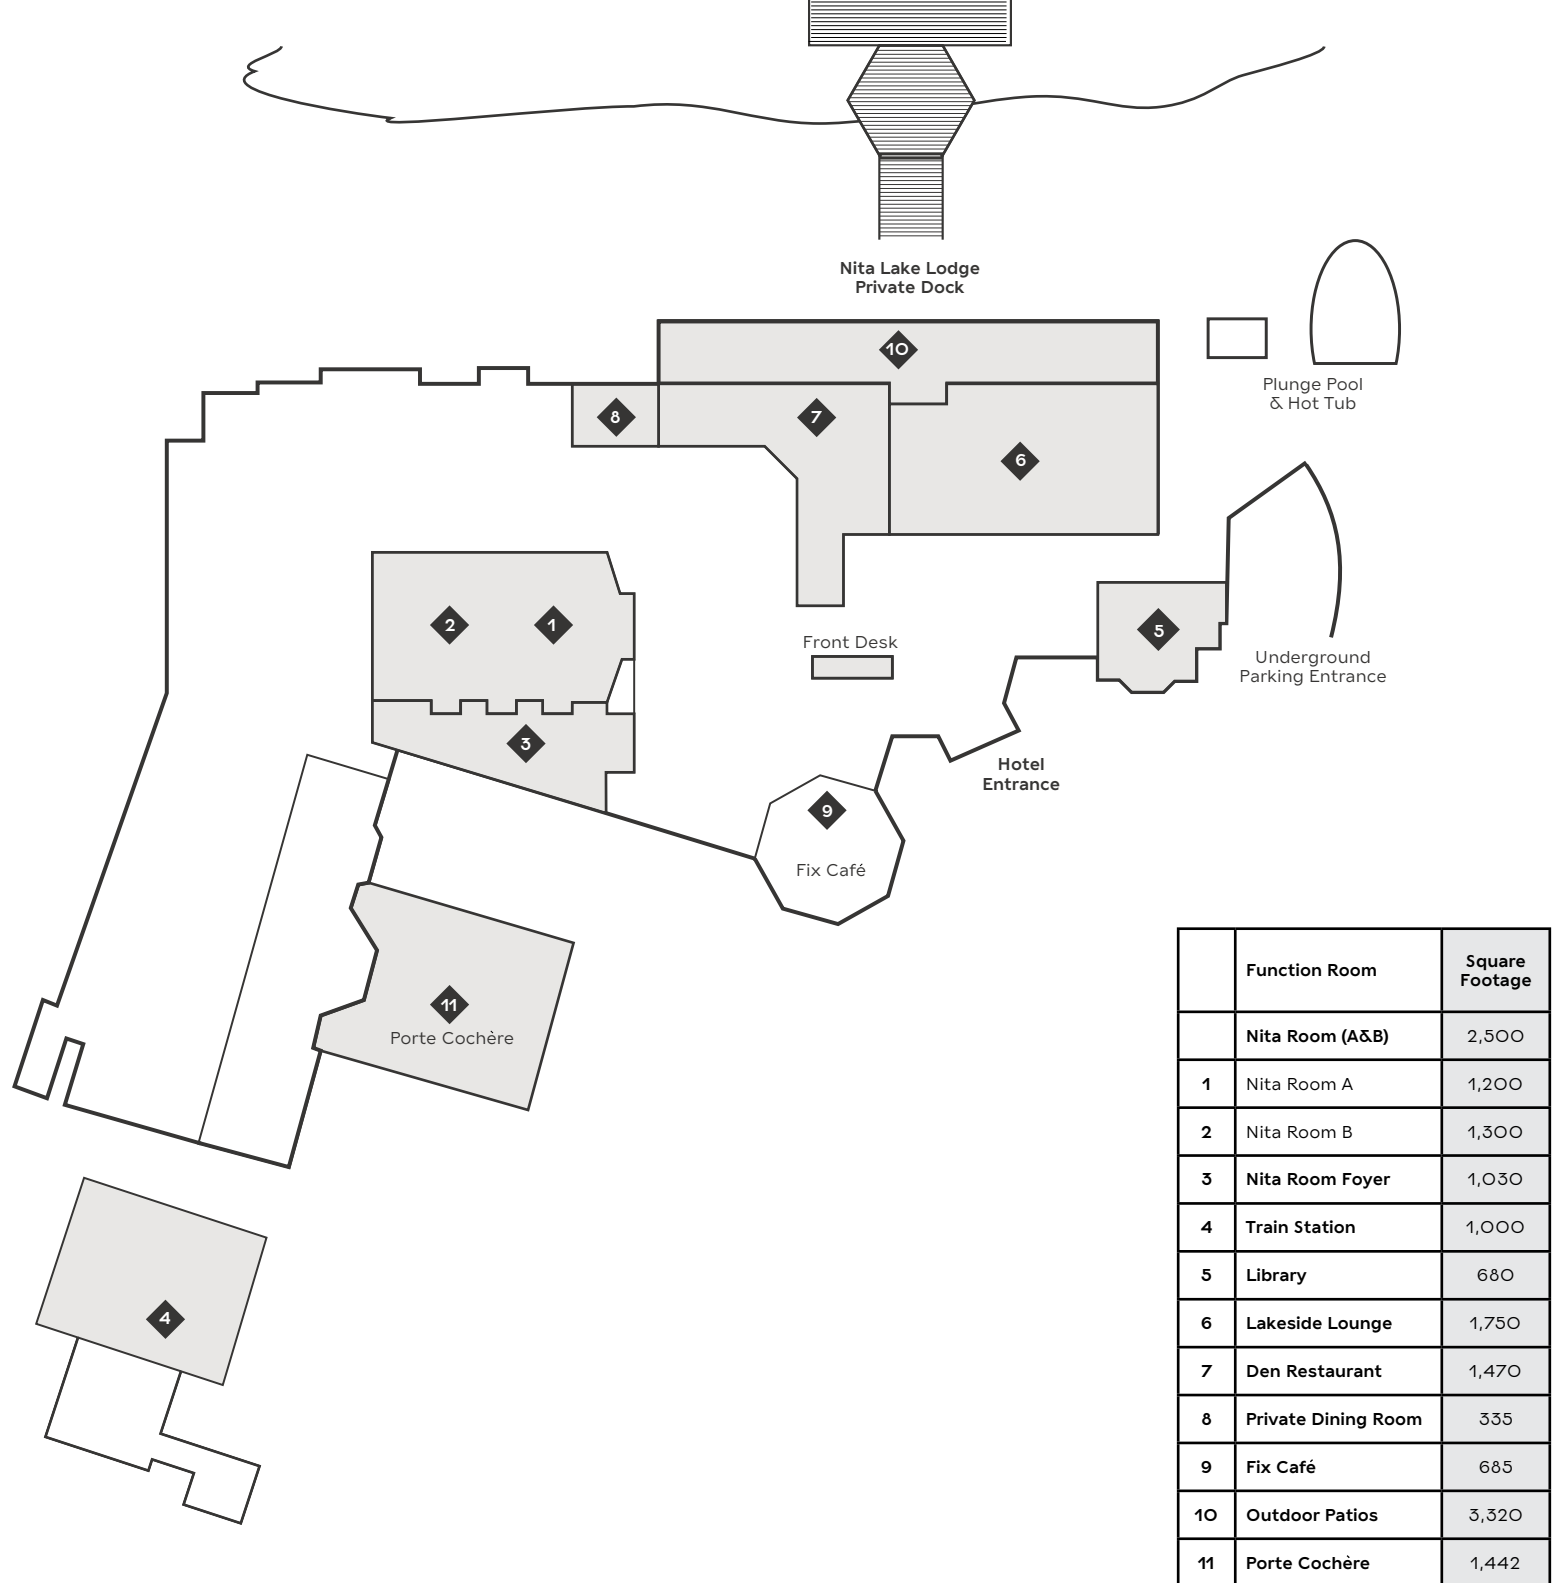 Nita Lake Lodge
Private Dock
10
Plunge Pool
& Hot Tub
8
7
6
2
1
5
Front Desk
Underground
Parking Entrance
3
Hotel
Entrance
9
Fix Café
11
Porte Cochère
4
Function Room Square Footage
Nita Room (A&B) 2,500
1 Nita Room A 1,200
2 Nita Room B 1,300
3 Nita Room Foyer 1,030
4 Train Station 1,000
5 Library 680
6 Lakeside Lounge 1,750
7 Den Restaurant 1,470
8 Private Dining Room 335
9 Fix Café 685
10 Outdoor Patios 3,320
11 Porte Cochère 1,442